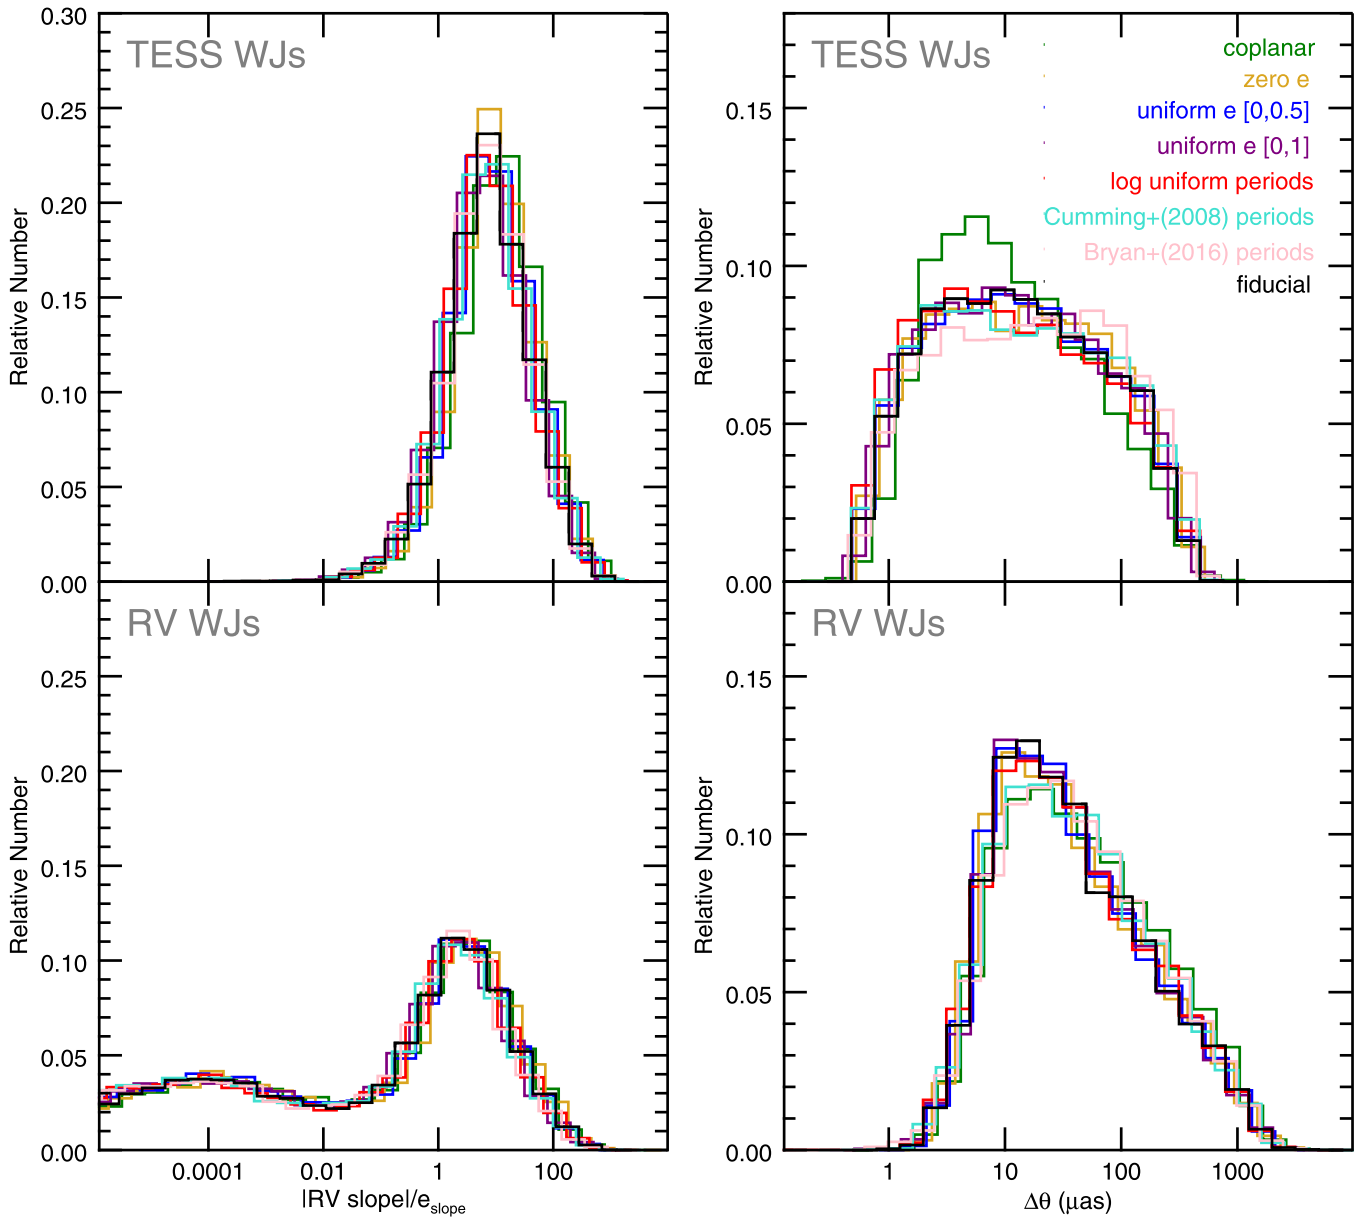 0.30
TESS WJs
0.25
0.20
0.15
0.10
0.05
0.00
Relative Number
TESS WJs
coplanar
zero e
uniform e [0,0.5]
uniform e [0,1]
log uniform periods
Cumming+(2008) periods
Bryan+(2016) periods
fiducial
0.15
0.10
0.05
0.00
Relative Number
RV WJs
0.25
0.20
0.15
0.10
0.05
0.00
Relative Number
0.0001 0.01 1 100
|RV slope|/eslope
RV WJs
0.15
0.10
0.05
0.00
Relative Number
1 10 100 1000
Δθ (μas)